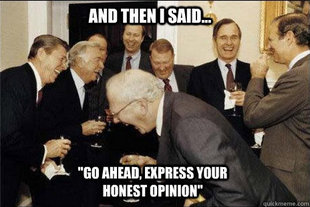 AND THEN I SAID...
"GO AHEAD, EXPRESS YOUR
HONEST OPINION"
quickmeme.com